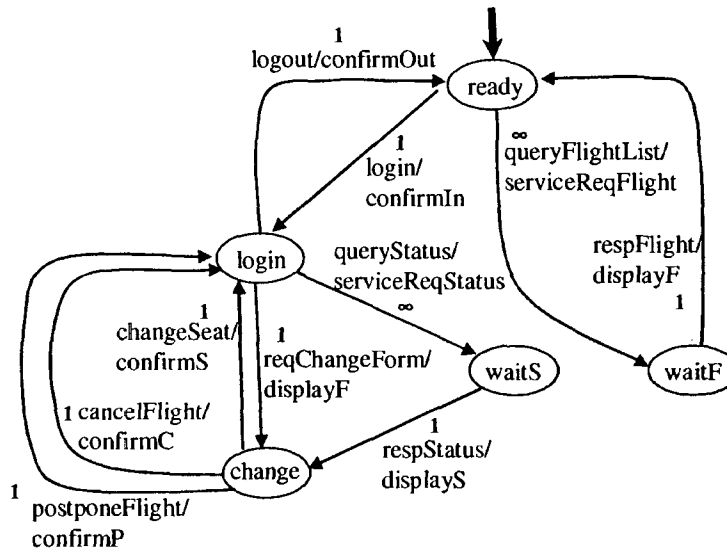 1
logout/confirmOut
ready
1
login/
confirmIn
∞
queryFlightList/
serviceReqFlight
respFlight/
displayF
1
login
queryStatus/
serviceReqStatus
∞
1
changeSeat/
confirmS
1
reqChangeForm/
displayF
waitS
waitF
1 cancelFlight/
confirmC
1
respStatus/
displayS
change
1
postponeFlight/
confirmP